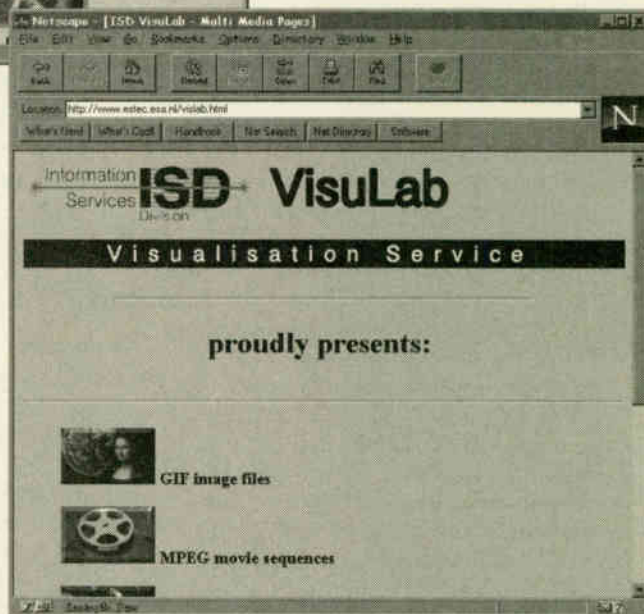 Netscape - [ISD VisuLab - Multi Media Pages]
File Edit View Go Bookmarks Options Directory Window Help
Back Home Reload Open Print Find
Location: http://www.estec.esa.nl/vislab.html
N
What's New! What's Cool! Handbook Net Search Net Directory Software
Information
Services
Division
ISD VisuLab
Visualisation Service
proudly presents:
GIF image files
MPEG movie sequences